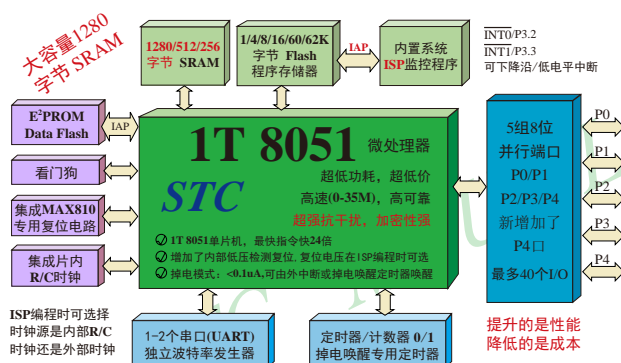 大容量1280
字节 SRAM
1280/512/256
字节 SRAM
1/4/8/16/60/62K
字节 Flash
程序存储器
IAP
内置系统
ISP监控程序
INT0/P3.2
INT1/P3.3
可下降沿/低电平中断
E²PROM
Data Flash
IAP
看门狗
集成MAX810
专用复位电路
集成片内
R/C时钟
1T 8051 微处理器
STC
超低功耗，超低价
高速(0-35M)，高可靠
超强抗干扰，加密性强
1T 8051单片机，最快指令快24倍
增加了内部低压检测复位,复位电压在ISP编程时可选
掉电模式：<0.1uA,可由外中断或掉电唤醒定时器唤醒
5组8位
并行端口
P0/P1
P2/P3/P4
新增加了
P4口
最多40个I/O
P0
P1
P2
P3
P4
ISP编程时可选择
时钟源是内部R/C
时钟还是外部时钟
1-2个串口(UART)
独立波特率发生器
定时器/计数器 0/1
掉电唤醒专用定时器
提升的是性能
降低的是成本